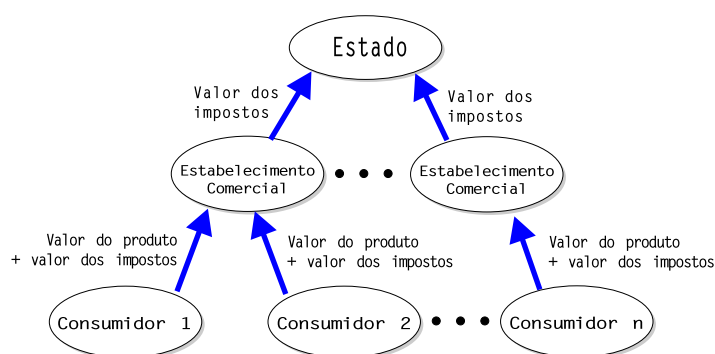 Estado
Valor dos
impostos
Valor dos
impostos
Estabelecimento
Comercial
Estabelecimento
Comercial
Valor do produto
+ valor dos impostos
Valor do produto
+ valor dos impostos
Valor do produto
+ valor dos impostos
Consumidor 1
Consumidor 2
Consumidor n